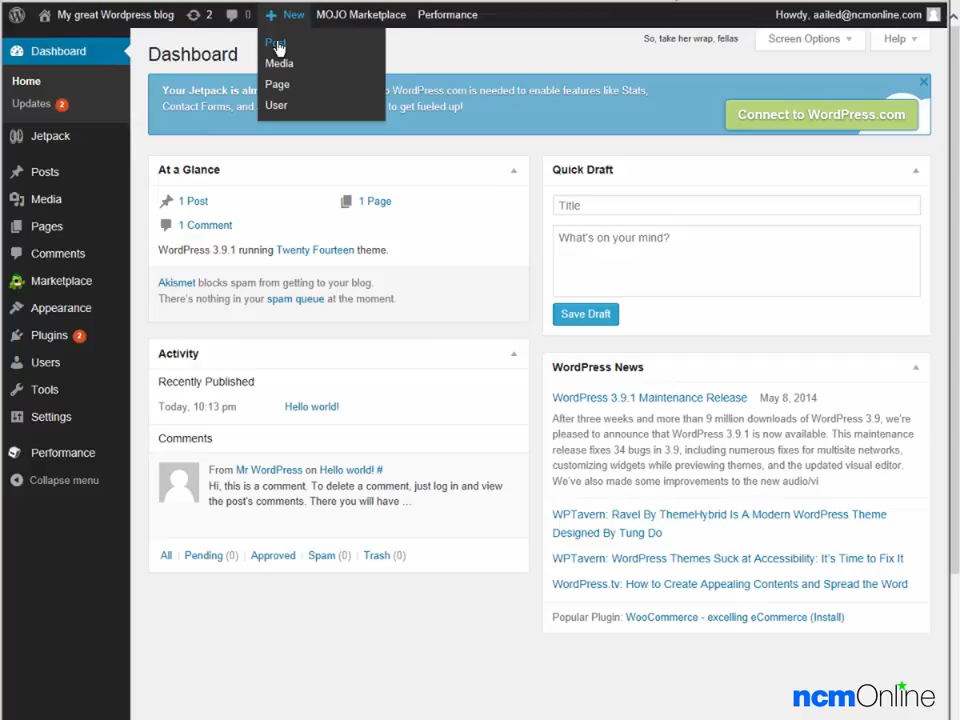 My great WordPress blog 2 0 New MOJO Marketplace Performance Howdy, aailed@ncmonline.com
Post
Media
Page
User
So, take her wrap, fellas
Screen Options
Help
Dashboard
Home
Updates 2
Jetpack
Posts
Media
Pages
Comments
Marketplace
Appearance
Plugins 2
Users
Tools
Settings
Performance
Collapse menu
Dashboard
Your Jetpack is
WordPress.com is needed to enable features like Stats,
Contact Forms, and
to get fueled up!
Connect to WordPress.com
At a Glance
1 Post
1 Page
1 Comment
WordPress 3.9.1 running Twenty Fourteen theme.
Akismet blocks spam from getting to your blog.
There's nothing in your spam queue at the moment.
Activity
Recently Published
Today, 10:13 pm Hello world!
Comments
From Mr WordPress on Hello world! #
Hi, this is a comment. To delete a comment, just log in and view
the post's comments. There you will have ...
All | Pending (0) | Approved | Spam (0) | Trash (0)
Quick Draft
Title
What's on your mind?
Save Draft
WordPress News
WordPress 3.9.1 Maintenance Release May 8, 2014
After three weeks and more than 9 million downloads of WordPress 3.9, we're
pleased to announce that WordPress 3.9.1 is now available. This maintenance
release fixes 34 bugs in 3.9, including numerous fixes for multisite networks,
customizing widgets while previewing themes, and the updated visual editor.
We've also made some improvements to the new audio/vi
WPTavern: Ravel By ThemeHybrid Is A Modern WordPress Theme
Designed By Tung Do
WPTavern: WordPress Themes Suck at Accessibility: It's Time to Fix It
WordPress.tv: How to Create Appealing Contents and Spread the Word
Popular Plugin: WooCommerce - excelling eCommerce (Install)
ncmOnline